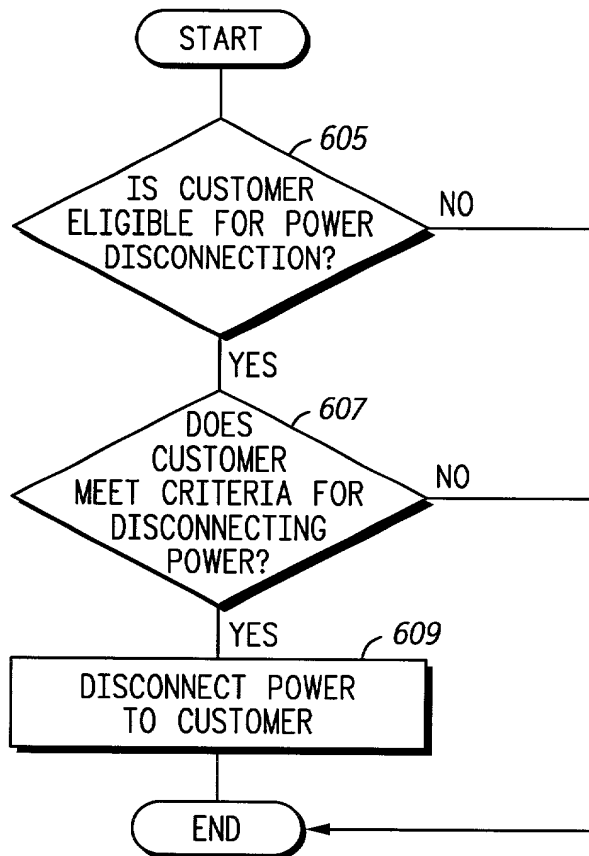 START
605
IS CUSTOMER
ELIGIBLE FOR POWER
DISCONNECTION?
NO
YES
607
DOES
CUSTOMER
MEET CRITERIA FOR
DISCONNECTING
POWER?
NO
YES
609
DISCONNECT POWER
TO CUSTOMER
END